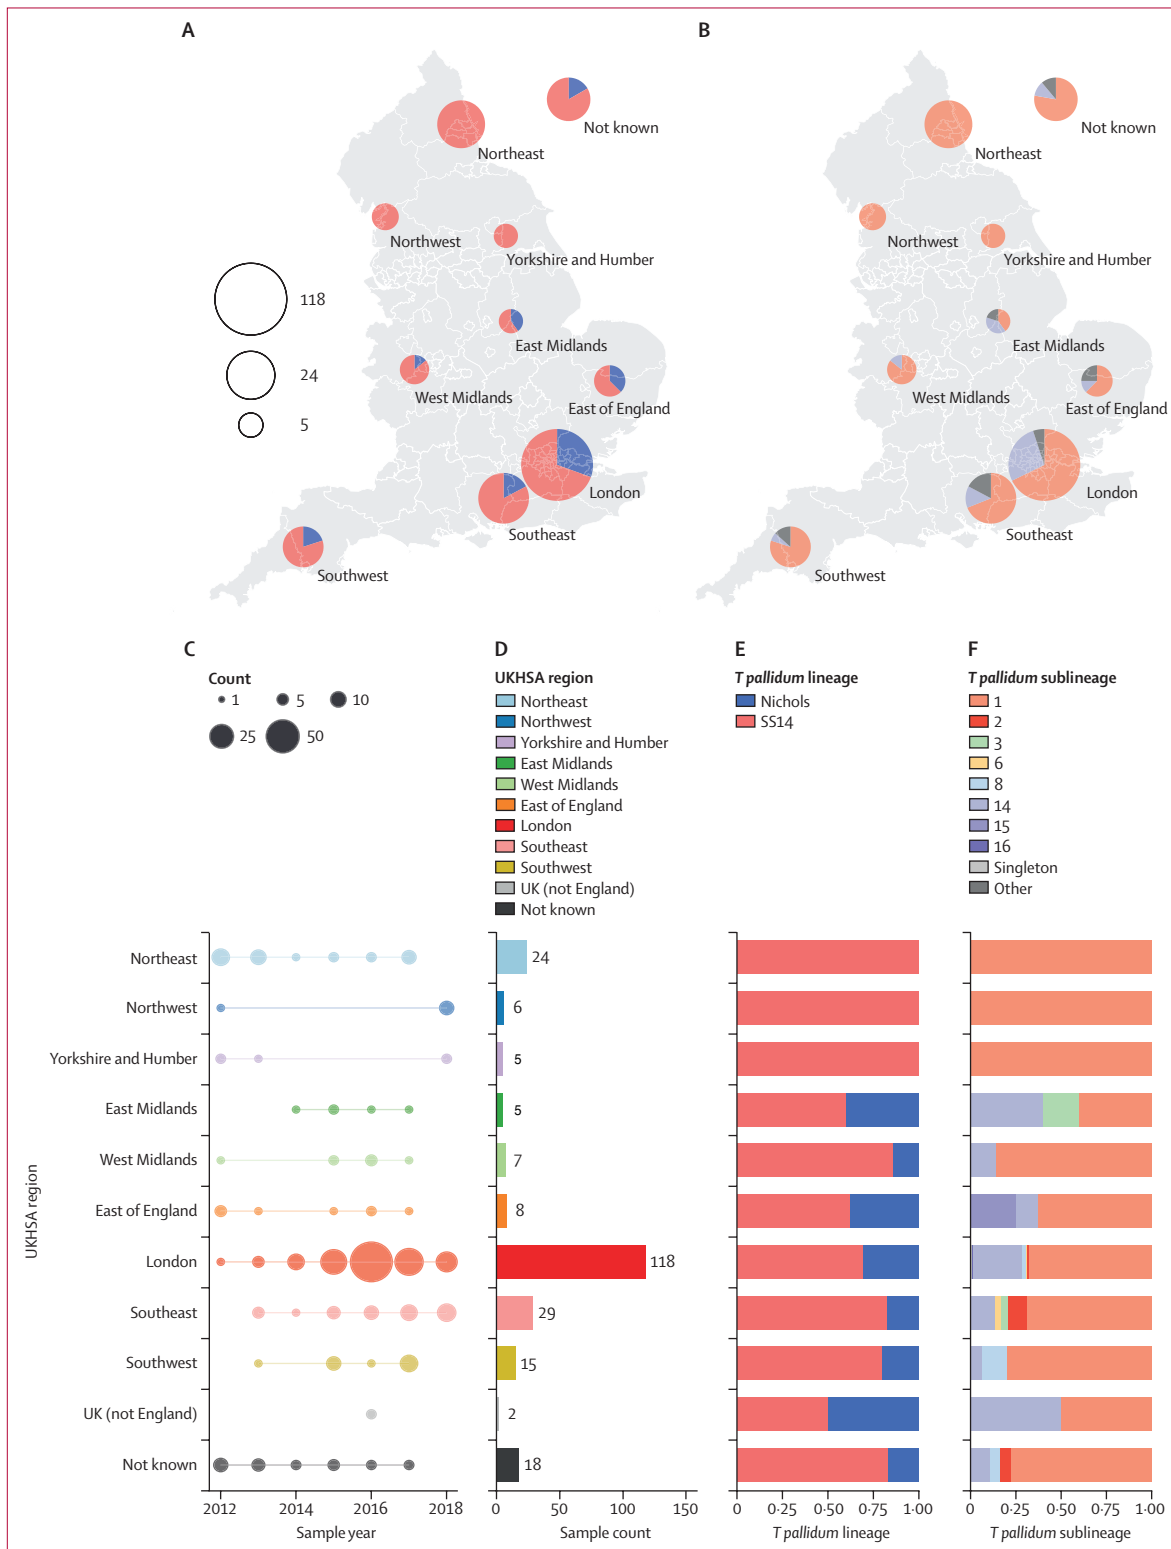 A
B
Not known
Northeast
Northwest
Yorkshire and Humber
East Midlands
West Midlands
East of England
London
Southeast
Southwest
118
24
5
Not known
Northeast
Northwest
Yorkshire and Humber
East Midlands
West Midlands
East of England
London
Southeast
Southwest
C
Count
1
5
10
25
50
D
UKHSA region
Northeast
Northwest
Yorkshire and Humber
East Midlands
West Midlands
East of England
London
Southeast
Southwest
UK (not England)
Not known
E
T pallidum lineage
Nichols
SS14
F
T pallidum sublineage
1
2
3
6
8
14
15
16
Singleton
Other
UKHSA region
Northeast
Northwest
Yorkshire and Humber
East Midlands
West Midlands
East of England
London
Southeast
Southwest
UK (not England)
Not known
2012
2014
2016
2018
Sample year
24
6
5
5
7
8
118
29
15
2
18
0
50
100
150
Sample count
0
0·25
0·50
0·75
1·00
T pallidum lineage
0
0·25
0·50
0·75
1·00
T pallidum sublineage